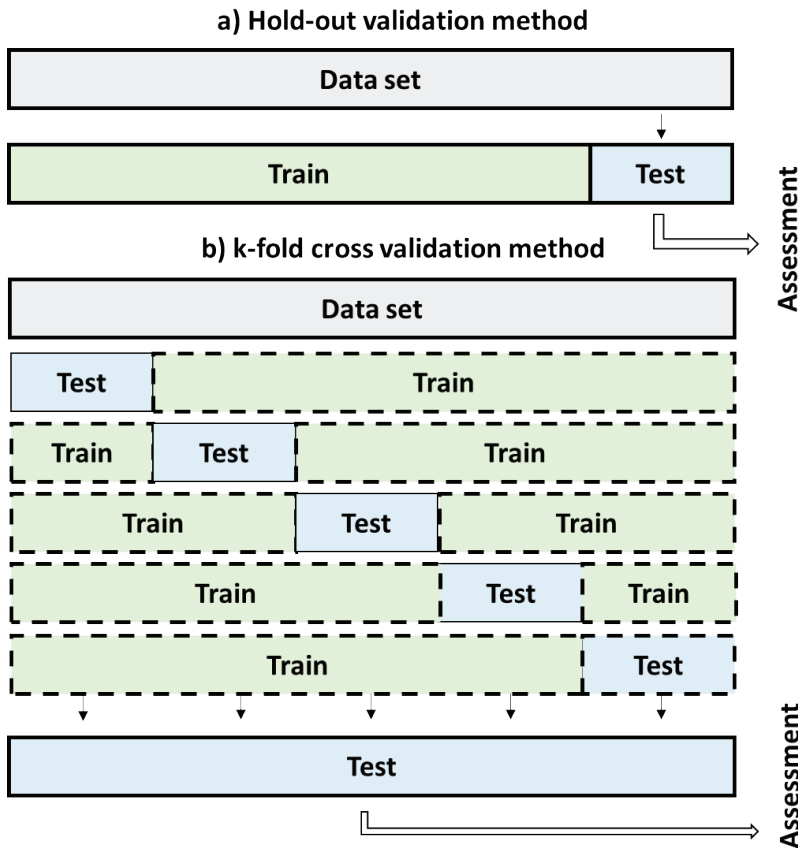 a) Hold-out validation method
Data set
Train
Test
Assessment
b) k-fold cross validation method
Data set
Test
Train
Train
Test
Train
Train
Test
Train
Train
Test
Train
Train
Test
Test
Assessment